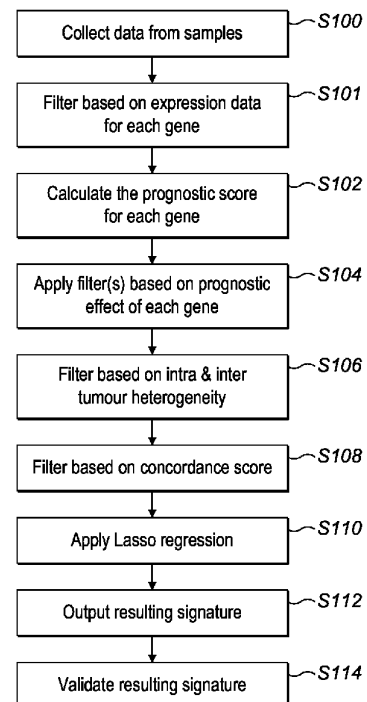 Collect data from samples
S100
Filter based on expression data
for each gene
S101
Calculate the prognostic score
for each gene
S102
Apply filter(s) based on prognostic
effect of each gene
S104
Filter based on intra & inter
tumour heterogeneity
S106
Filter based on concordance score
S108
Apply Lasso regression
S110
Output resulting signature
S112
Validate resulting signature
S114